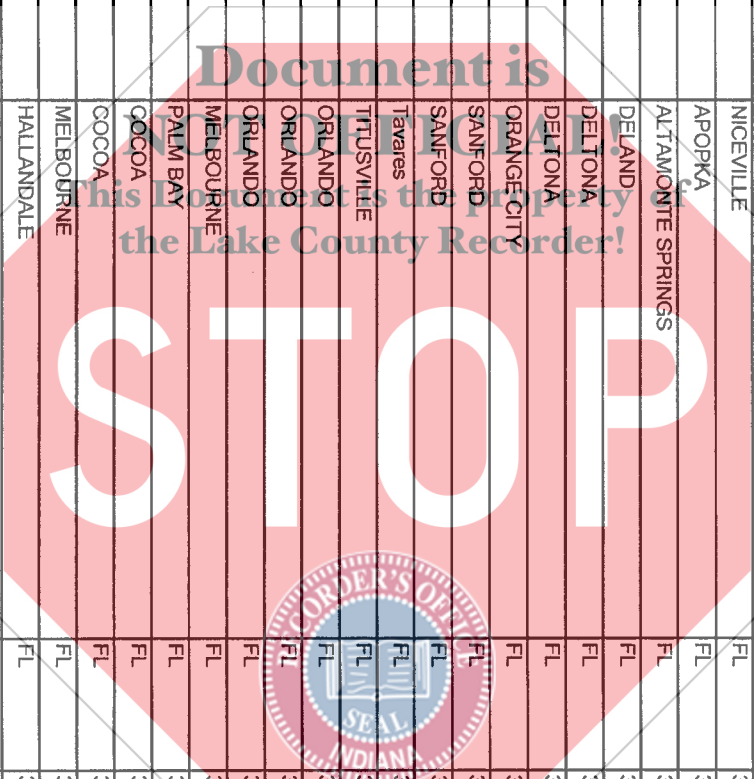 Document is
NOT OFFICIAL!
This Document is the property of
the Lake County Recorder!
STOP
RECORDER'S OFFICE
SEAL
INDIANA
NICEVILLE FL
APOPKA FL
ALTAMONTE SPRINGS FL
DELAND FL
DELTONA FL
DELTONA FL
ORANGE CITY FL
SANFORD FL
SANFORD FL
Tavares FL
TITUSVILLE FL
ORLANDO FL
ORLANDO FL
ORLANDO FL
MELBOURNE FL
PALM BAY FL
COCOA FL
COCOA FL
MELBOURNE FL
HALLANDALE FL